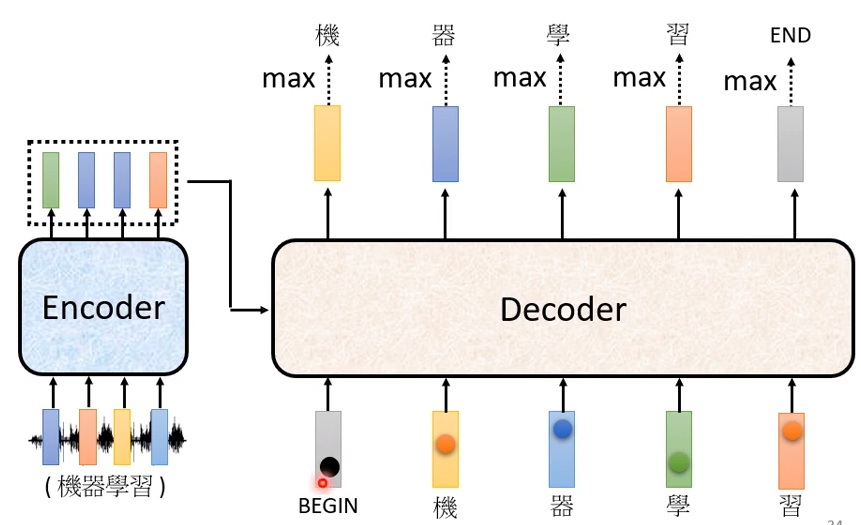 機 器 學 習 END
max max max max max
Encoder
Decoder
(機器學習)
BEGIN 機 器 學 習